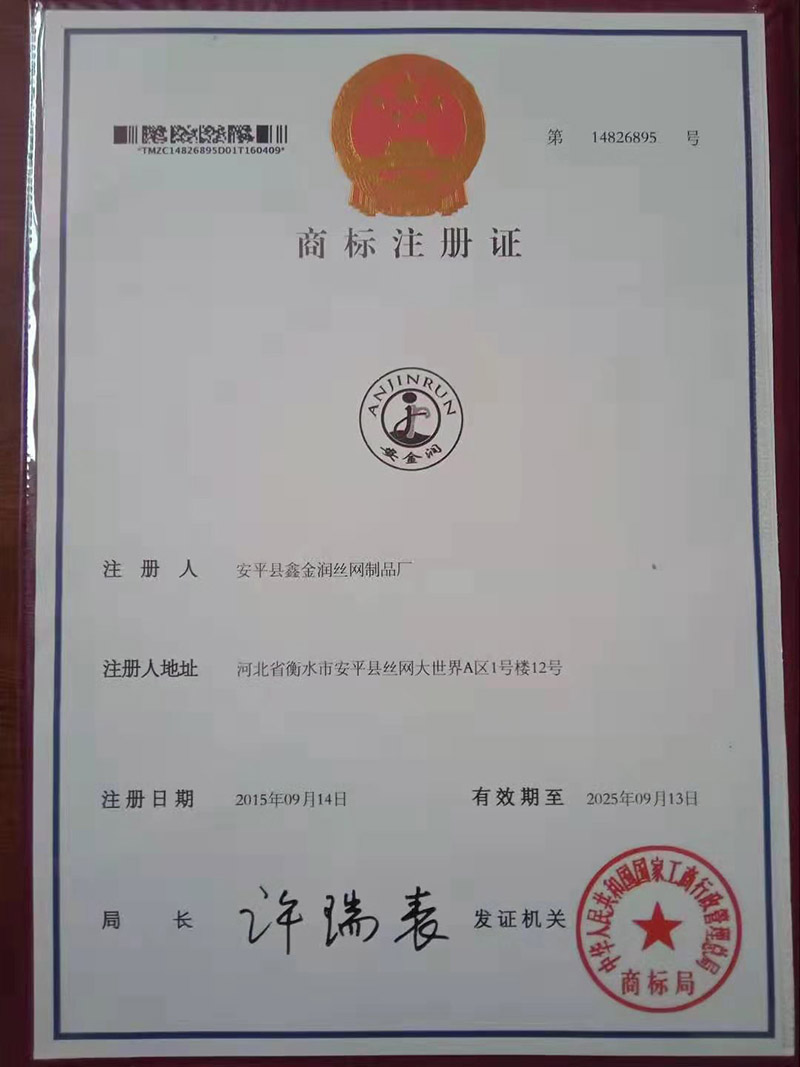 *TMZC14826895D01T160409*
第 14826895 号
商标注册证
ANJINRUN
安金润
注册人 安平县鑫金润丝网制品厂
注册人地址 河北省衡水市安平县丝网大世界A区1号楼12号
注册日期 2015年09月14日 有效期至 2025年09月13日
局长 许瑞表 发证机关
中华人民共和国国家工商行政管理总局
商标局